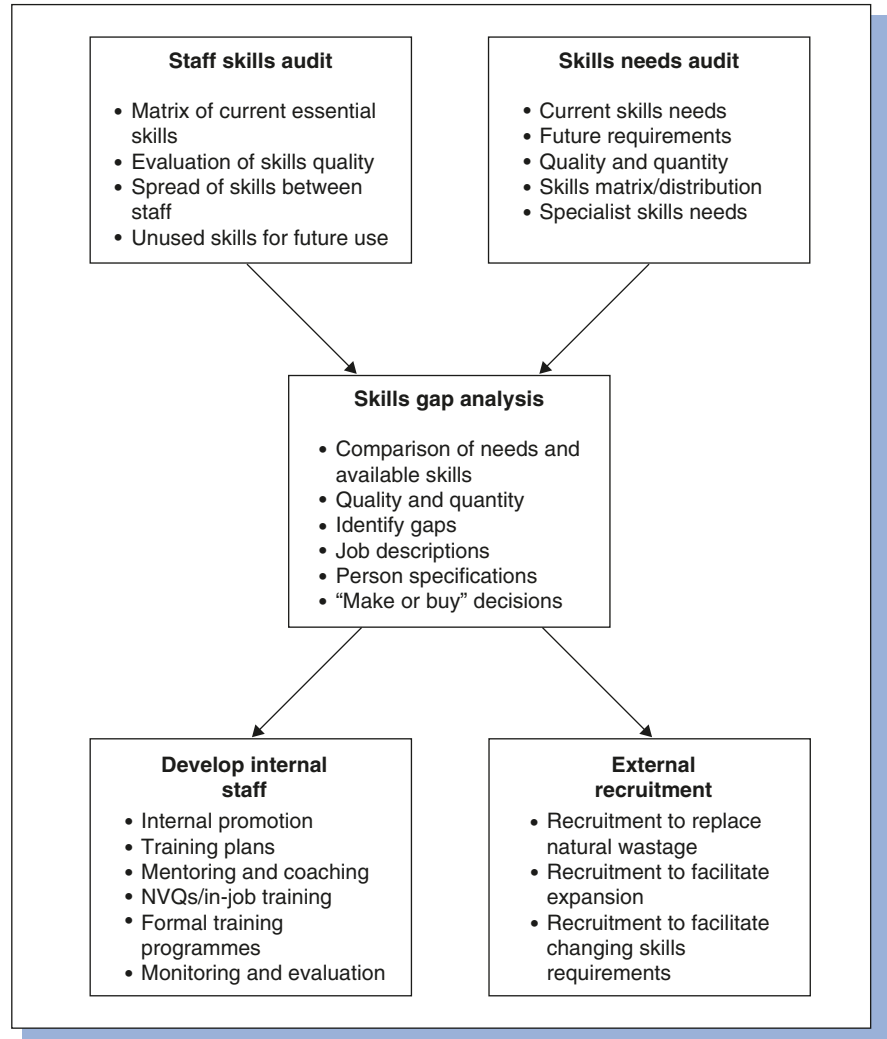 Staff skills audit
• Matrix of current essential
skills
• Evaluation of skills quality
• Spread of skills between
staff
• Unused skills for future use
Skills needs audit
• Current skills needs
• Future requirements
• Quality and quantity
• Skills matrix/distribution
• Specialist skills needs
Skills gap analysis
• Comparison of needs and
available skills
• Quality and quantity
• Identify gaps
• Job descriptions
• Person specifications
• “Make or buy” decisions
Develop internal
staff
• Internal promotion
• Training plans
• Mentoring and coaching
• NVQs/in-job training
• Formal training
programmes
• Monitoring and evaluation
External
recruitment
• Recruitment to replace
natural wastage
• Recruitment to facilitate
expansion
• Recruitment to facilitate
changing skills
requirements